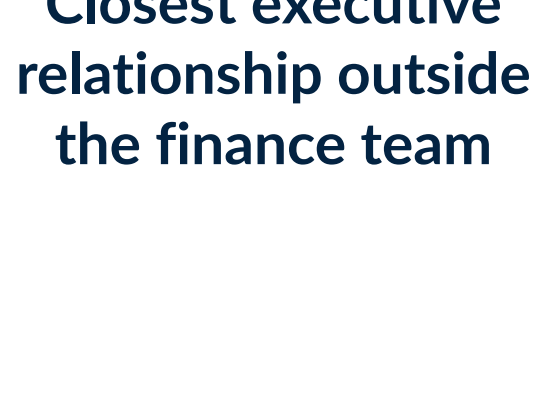 Closest executive
relationship outside
the finance team